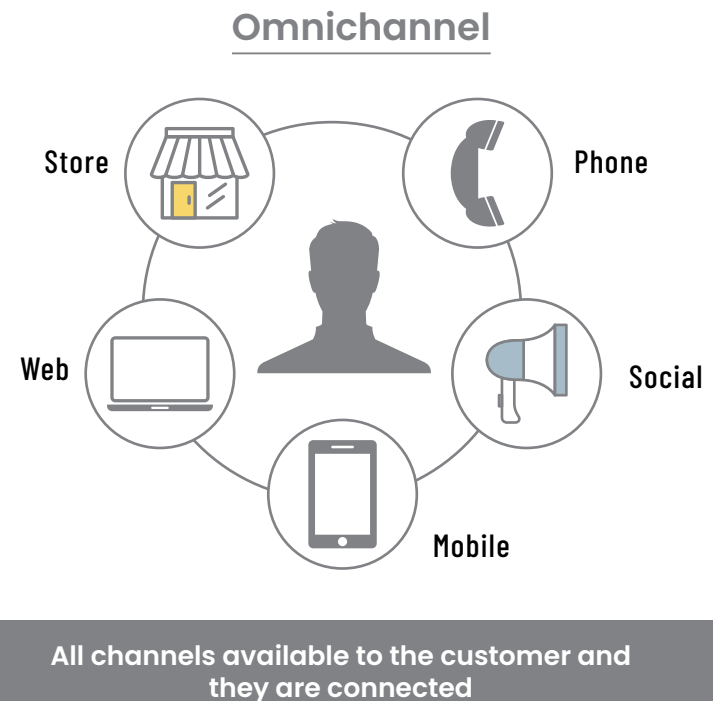 Omnichannel
Store
Phone
Web
Social
Mobile
All channels available to the customer and
they are connected